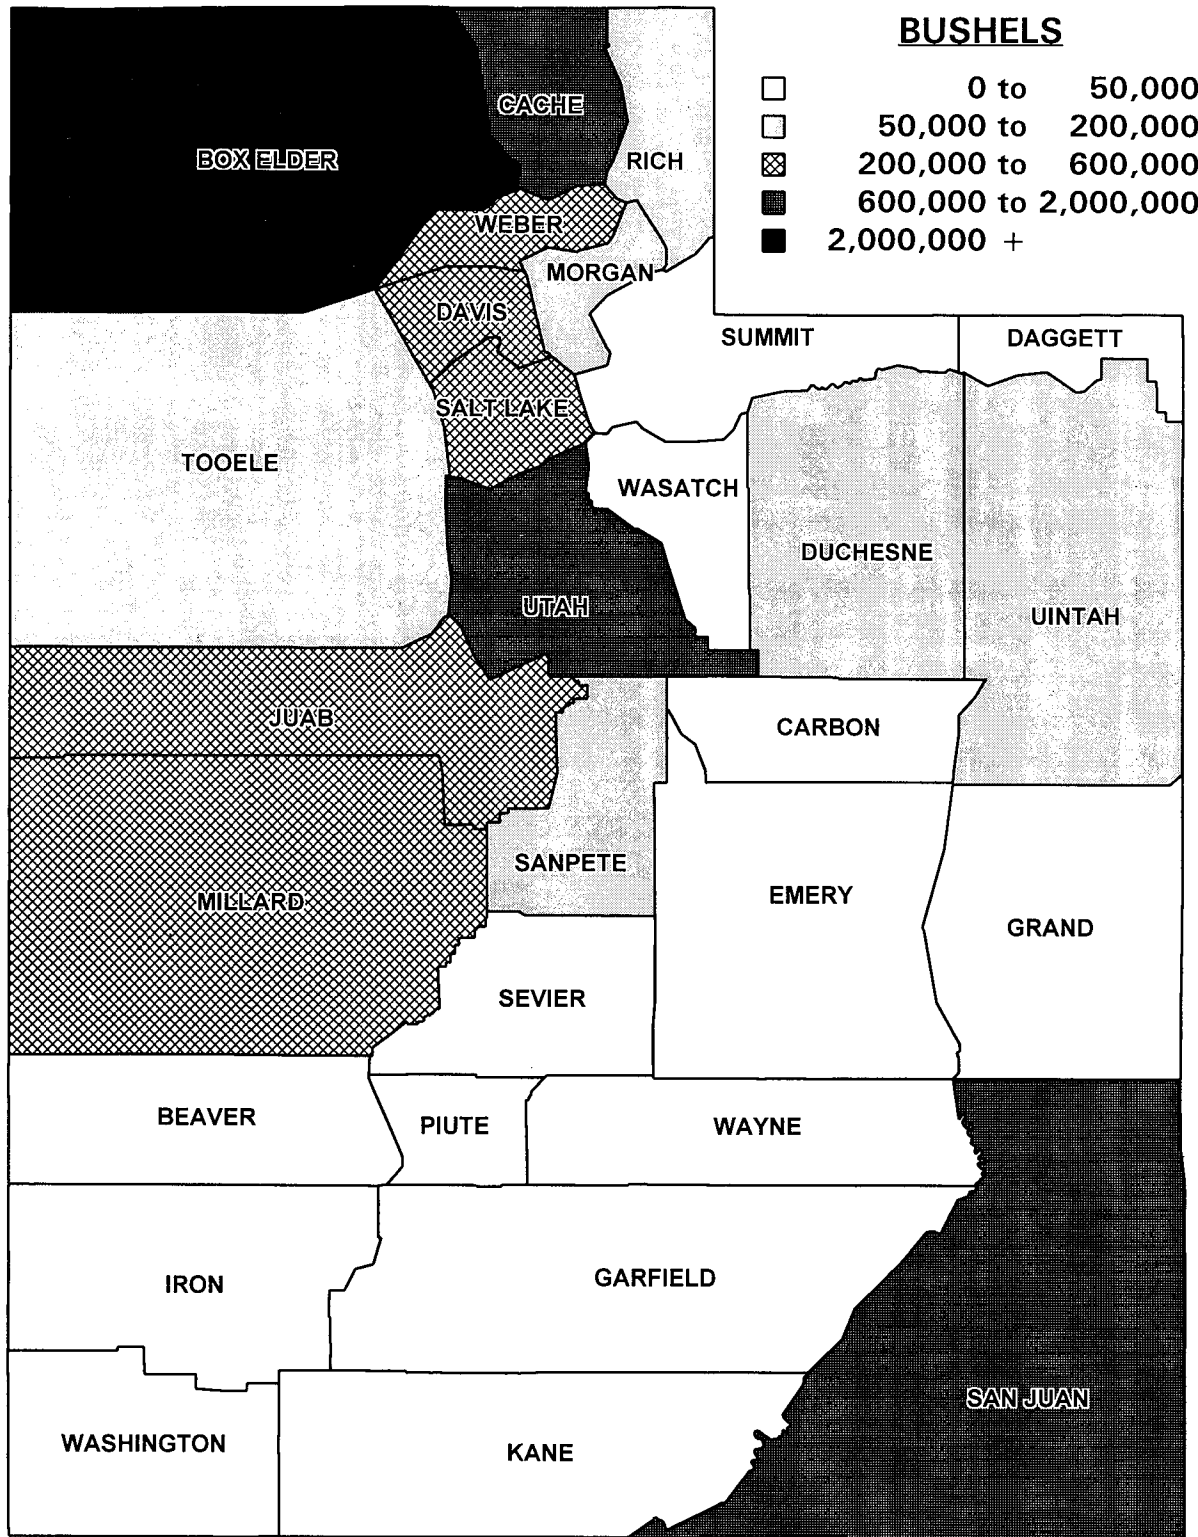 BUSHELS
0 to 50,000
50,000 to 200,000
200,000 to 600,000
600,000 to 2,000,000
2,000,000 +
CACHE
BOX ELDER
RICH
WEBER
MORGAN
DAVIS
SUMMIT
DAGGETT
SALT LAKE
TOOELE
WASATCH
DUCHESNE
UTAH
UINTAH
JUAB
CARBON
SANPETE
EMERY
MILLARD
GRAND
SEVIER
BEAVER
PIUTE
WAYNE
IRON
GARFIELD
SAN JUAN
WASHINGTON
KANE